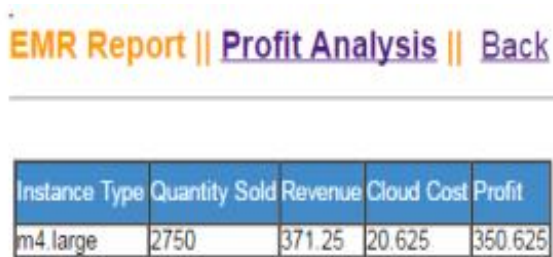 EMR Report || Profit Analysis || Back
Instance Type Quantity Sold Revenue Cloud Cost Profit
m4.large 2750 371.25 20.625 350.625